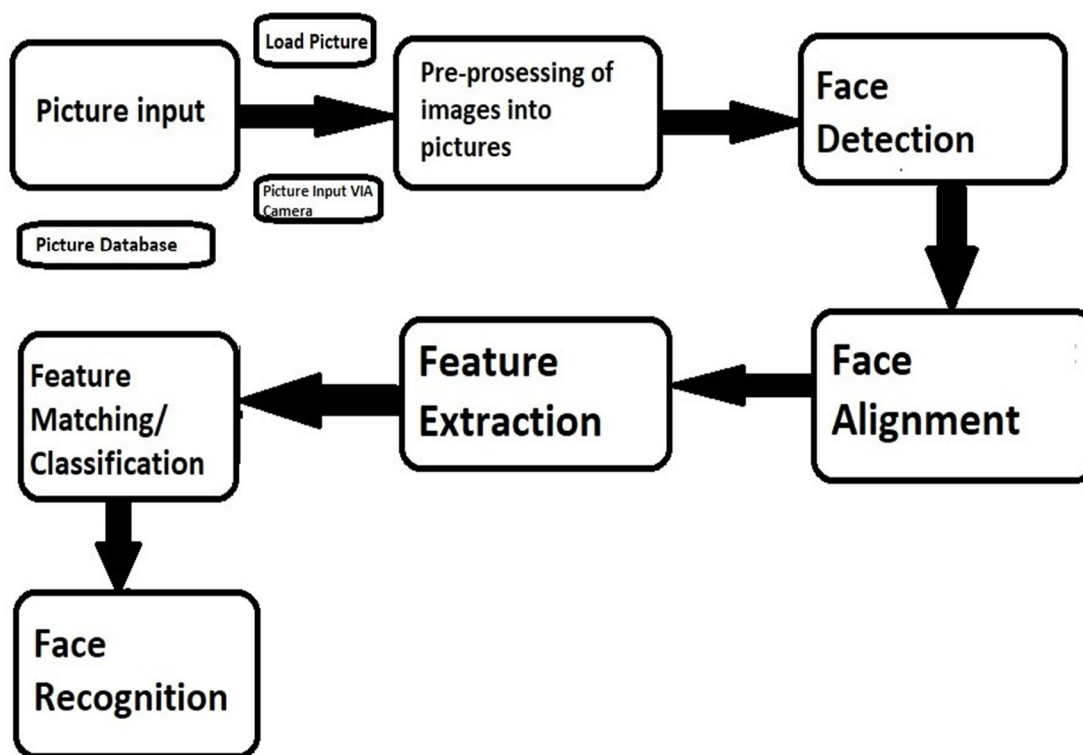 Load Picture
Picture input
Pre-prosessing of
images into
pictures
Face
Detection
Picture Input VIA
Camera
Picture Database
Face
Alignment
Feature
Extraction
Feature
Matching/
Classification
Face
Recognition